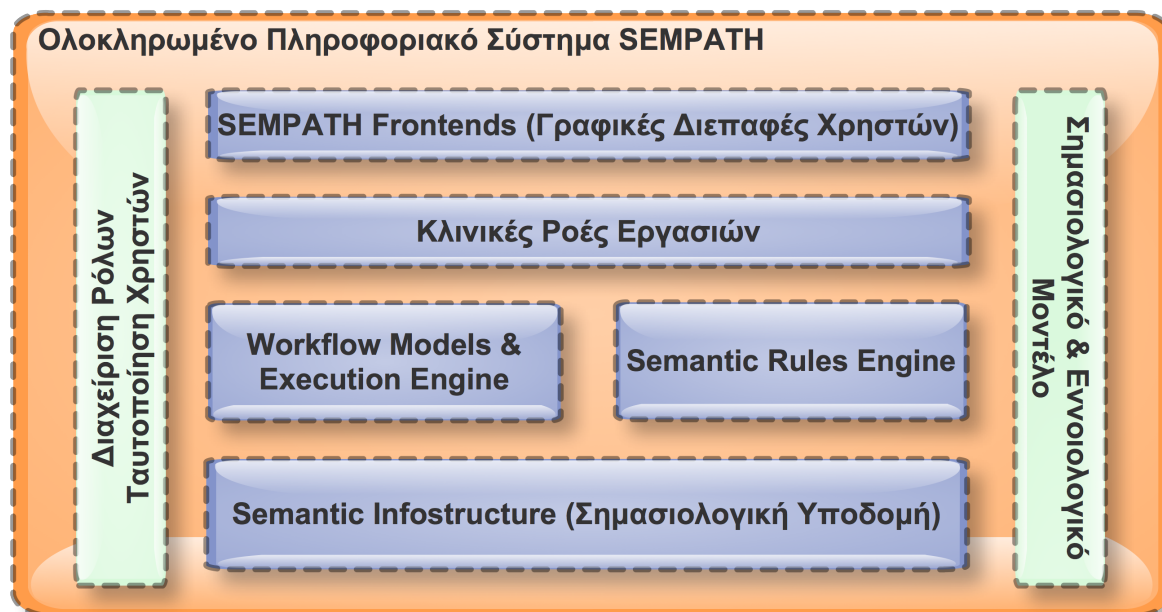 Ολοκληρωμένο Πληροφοριακό Σύστημα SEMPATH
Διαχείριση Ρόλων
Ταυτοποίηση Χρηστών
SEMPATH Frontends (Γραφικές Διεπαφές Χρηστών)
Κλινικές Ροές Εργασιών
Workflow Models &
Execution Engine
Semantic Rules Engine
Semantic Infostructure (Σημασιολογική Υποδομή)
Σημασιολογικό & Εννοιολογικό
Μοντέλο